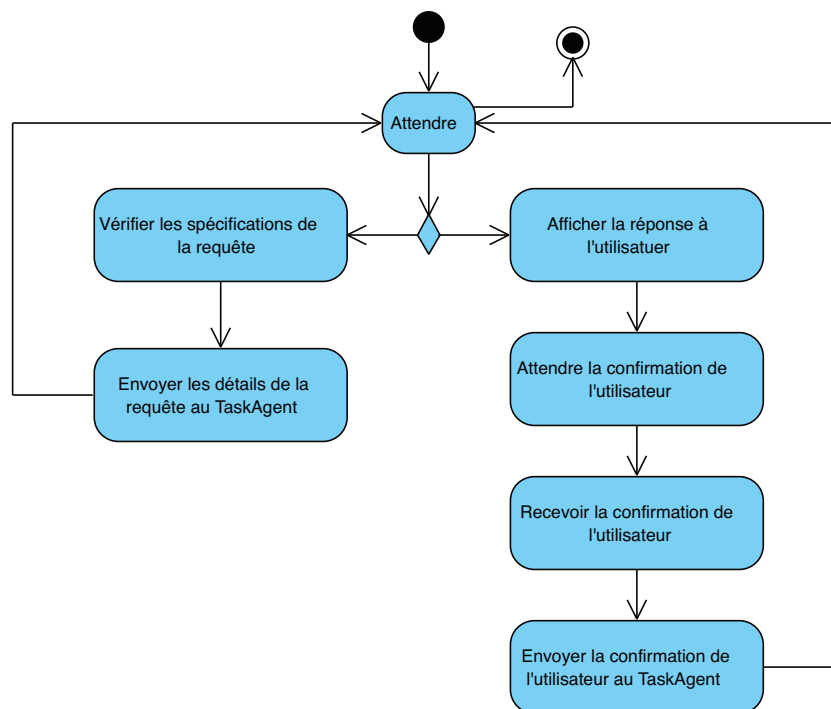 Attendre
Vérifier les spécifications de
la requête
Envoyer les détails de la
requête au TaskAgent
Afficher la réponse à
l'utilisatuer
Attendre la confirmation de
l'utilisateur
Recevoir la confirmation de
l'utilisateur
Envoyer la confirmation de
l'utilisateur au TaskAgent